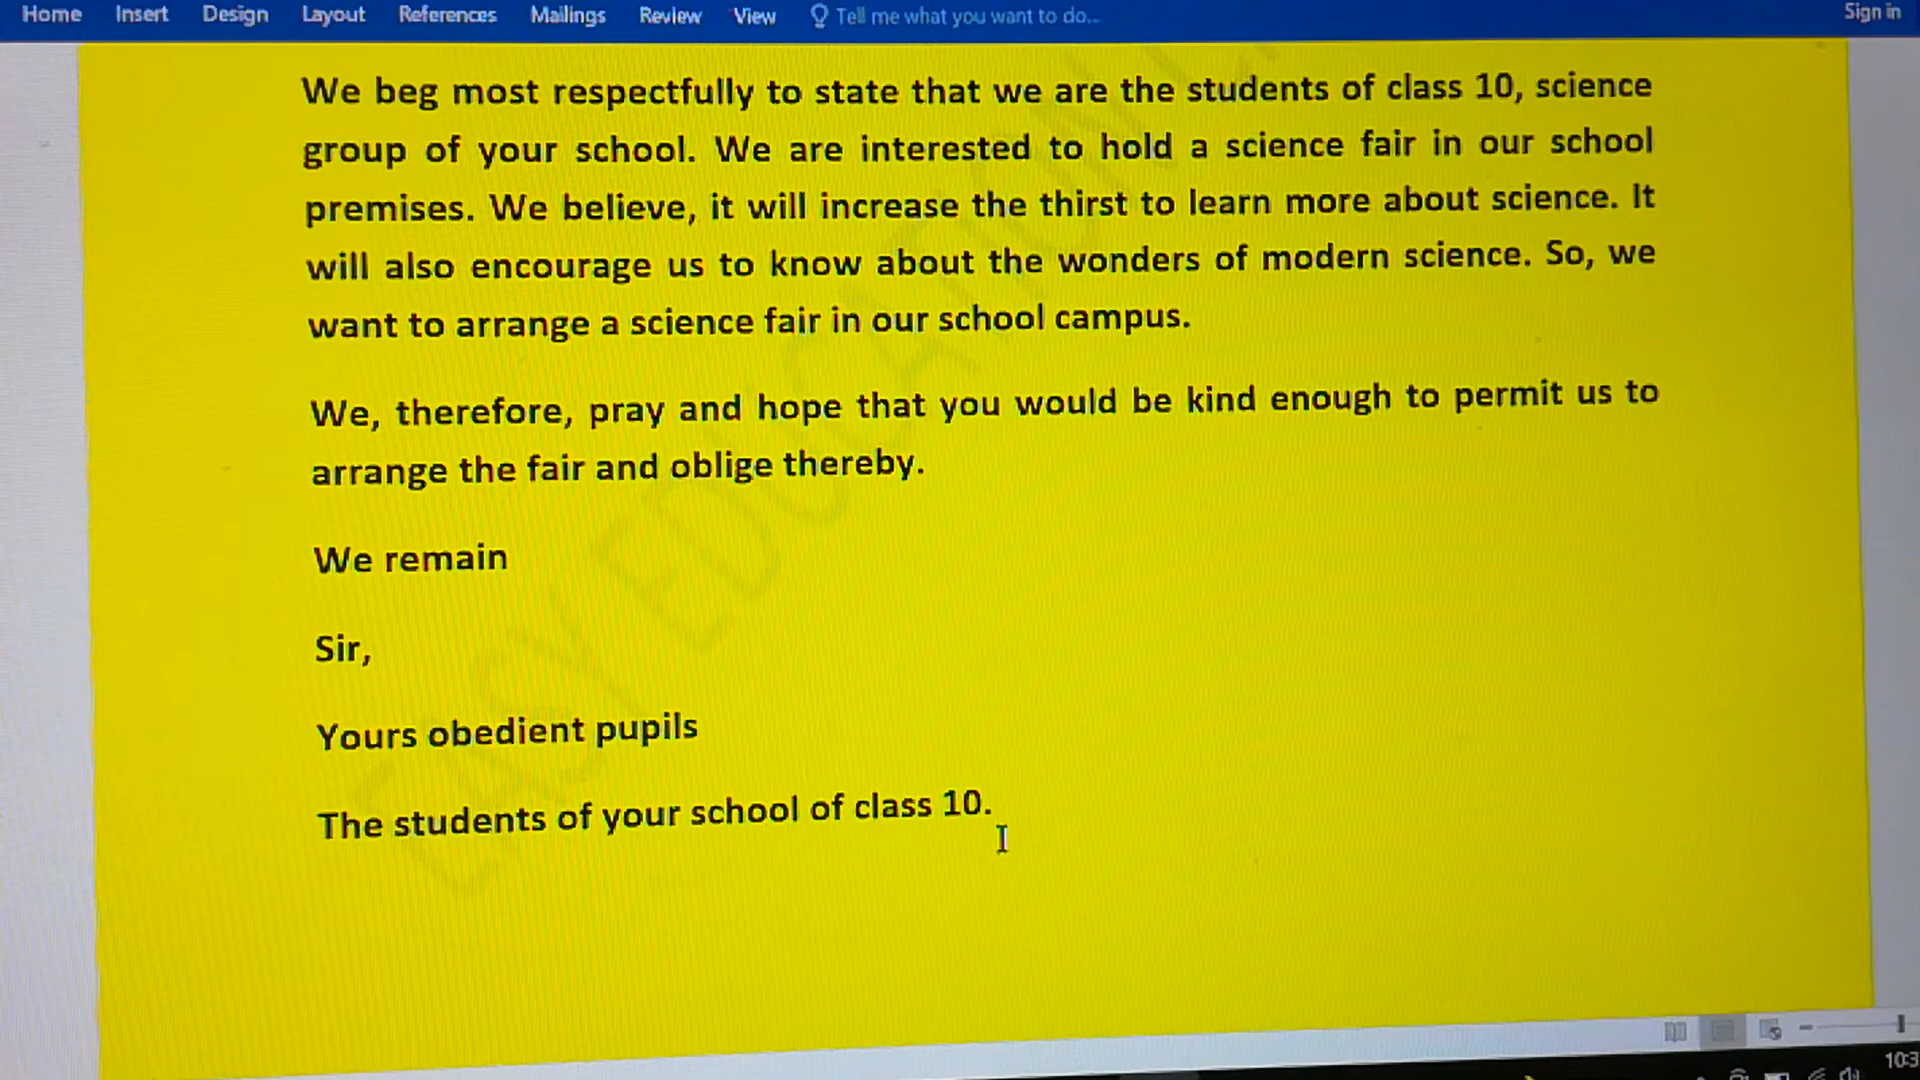 Home Insert Design Layout References Mailings Review View Tell me what you want to do... Sign in
We beg most respectfully to state that we are the students of class 10, science
group of your school. We are interested to hold a science fair in our school
premises. We believe, it will increase the thirst to learn more about science. It
will also encourage us to know about the wonders of modern science. So, we
want to arrange a science fair in our school campus.
We, therefore, pray and hope that you would be kind enough to permit us to
arrange the fair and oblige thereby.
We remain
Sir,
Yours obedient pupils
The students of your school of class 10.
EASY EDUCATION
10:3